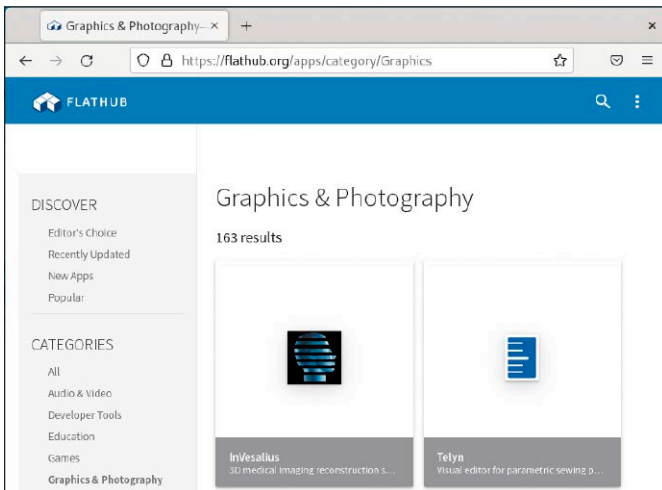 Graphics & Photography–
https://flathub.org/apps/category/Graphics
FLATHUB
DISCOVER
Editor's Choice
Recently Updated
New Apps
Popular
CATEGORIES
All
Audio & Video
Developer Tools
Education
Games
Graphics & Photography
Graphics & Photography
163 results
InVesalius
3D medical imaging reconstruction s...
Telyn
Visual editor for parametric sewing p...